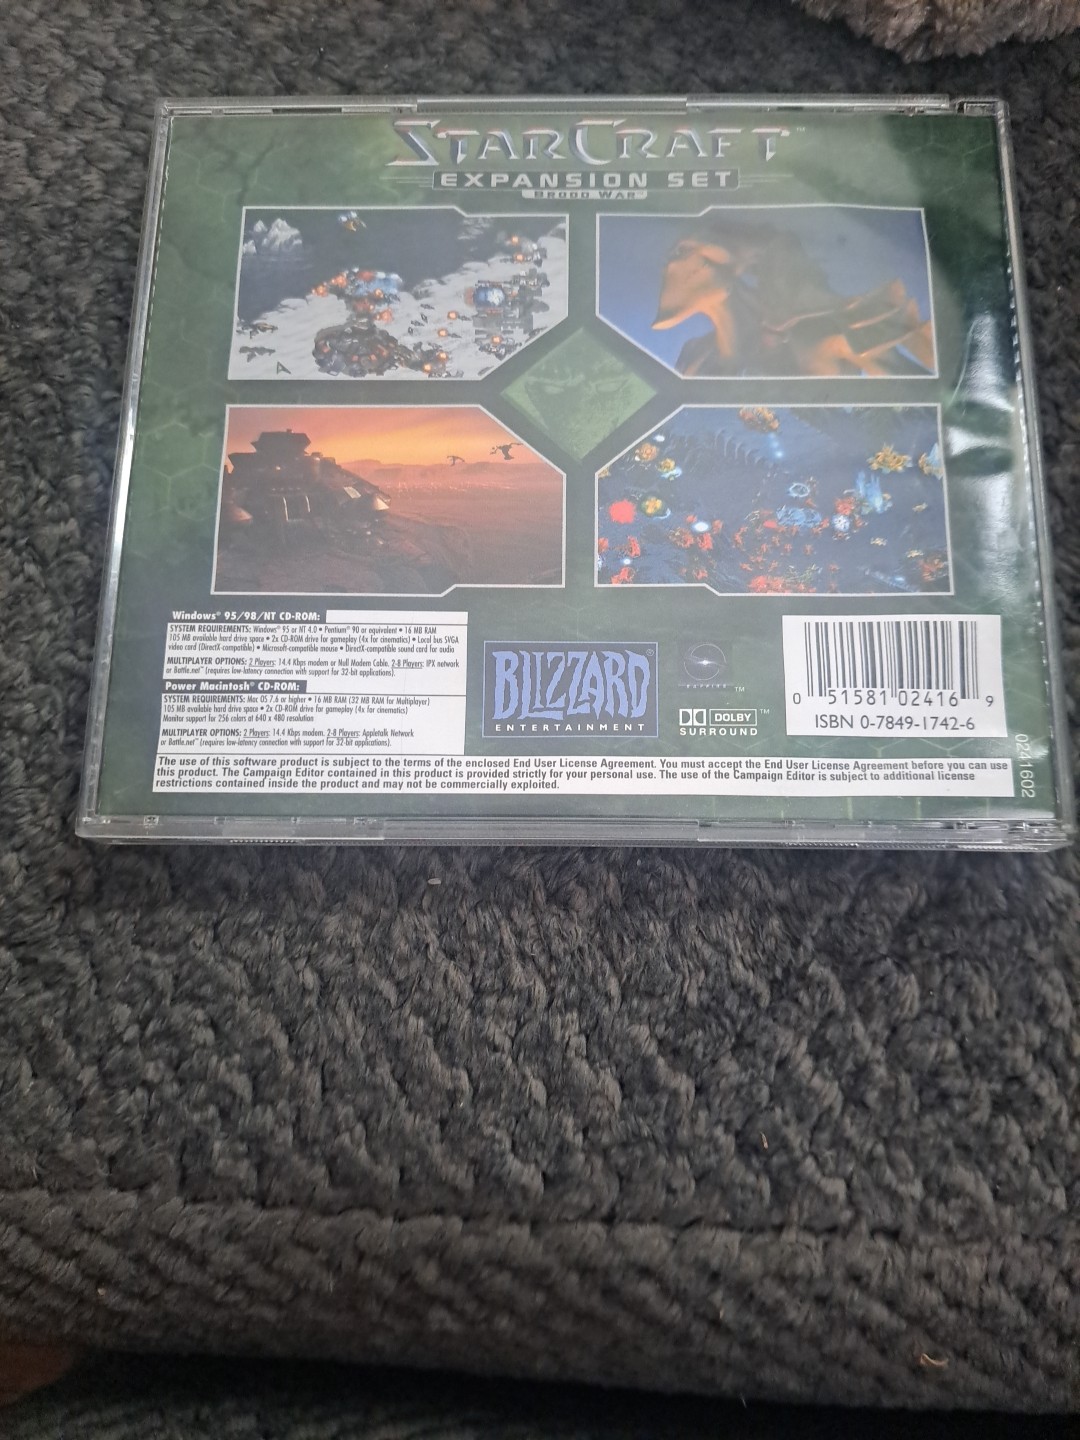 STARCRAFT™
EXPANSION SET
BROOD WAR™
Windows® 95/98/NT CD-ROM:
SYSTEM REQUIREMENTS: Windows® 95 or NT 4.0 • Pentium® 90 or equivalent • 16 MB RAM
105 MB available hard drive space • 2x CD-ROM drive for gameplay (4x for cinematics) • Local bus SVGA
video card (DirectX-compatible) • Microsoft-compatible mouse • DirectX-compatible sound card for audio
MULTIPLAYER OPTIONS: 2 Players: 14.4 Kbps modem or Null Modem Cable. 2-8 Players: IPX network
or Battle.net™ (requires low-latency connection with support for 32-bit applications).
Power Macintosh® CD-ROM:
SYSTEM REQUIREMENTS: Mac OS 7.6 or higher • 16 MB RAM (32 MB RAM for Multiplayer)
105 MB available hard drive space • 2x CD-ROM drive for gameplay (4x for cinematics)
Monitor support for 256 colors at 640 x 480 resolution
MULTIPLAYER OPTIONS: 2 Players: 14.4 Kbps modem. 2-8 Players: Appletalk Network
or Battle.net™ (requires low-latency connection with support for 32-bit applications).
BLIZZARD®
ENTERTAINMENT
™
DOLBY™
SURROUND
0 51581 02416 9
ISBN 0-7849-1742-6
0241602
The use of this software product is subject to the terms of the enclosed End User License Agreement. You must accept the End User License Agreement before you can use
this product. The Campaign Editor contained in this product is provided strictly for your personal use. The use of the Campaign Editor is subject to additional license
restrictions contained inside the product and may not be commercially exploited.